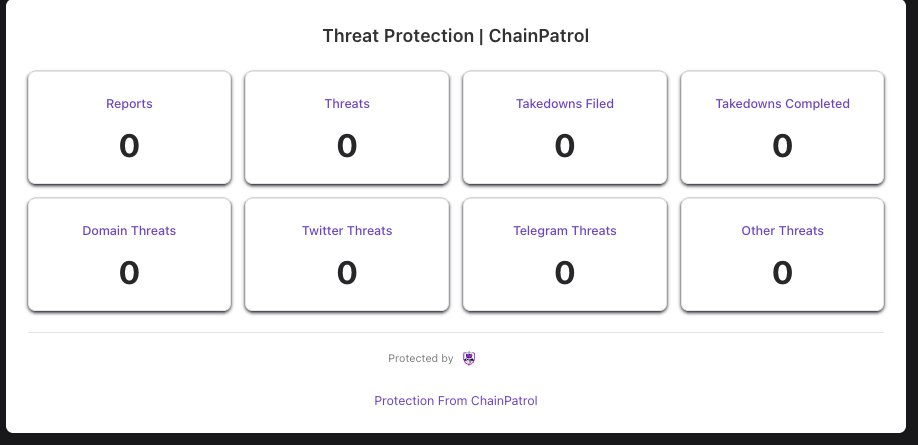 Threat Protection | ChainPatrol
Reports
Threats
Takedowns Filed
Takedowns Completed
0
0
0
0
Domain Threats
Twitter Threats
Telegram Threats
Other Threats
0
0
0
0
Protected by
Protection From ChainPatrol